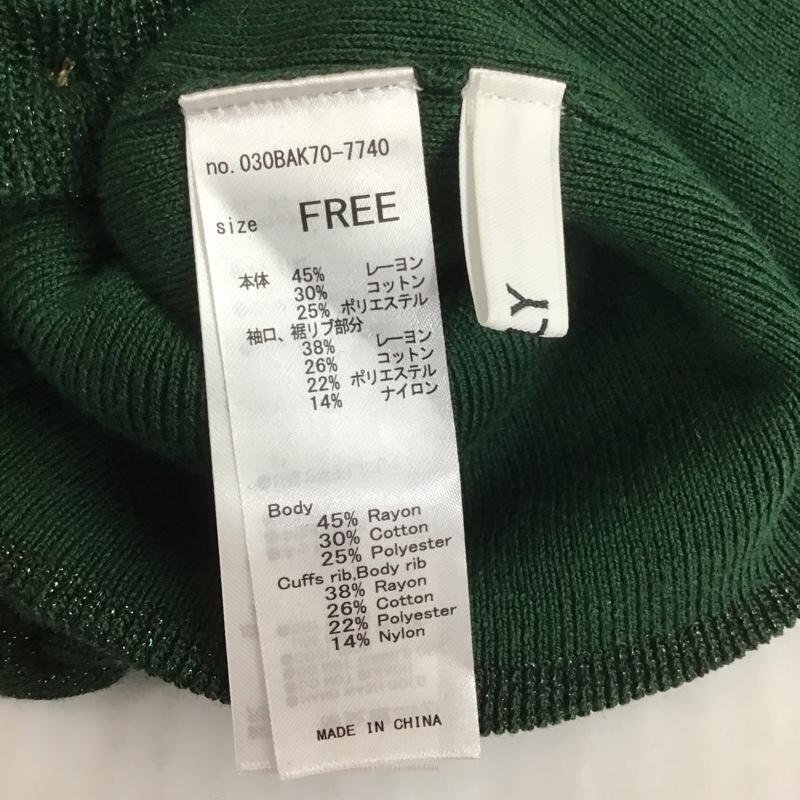 no. 030BAK70-7740
size FREE
本体 45% レーヨン
30% コットン
25% ポリエステル
袖口、裾リブ部分
38% レーヨン
26% コットン
22% ポリエステル
14% ナイロン
Body
45% Rayon
30% Cotton
25% Polyester
Cuffs rib,Body rib
38% Rayon
26% Cotton
22% Polyester
14% Nylon
MADE IN CHINA
LY